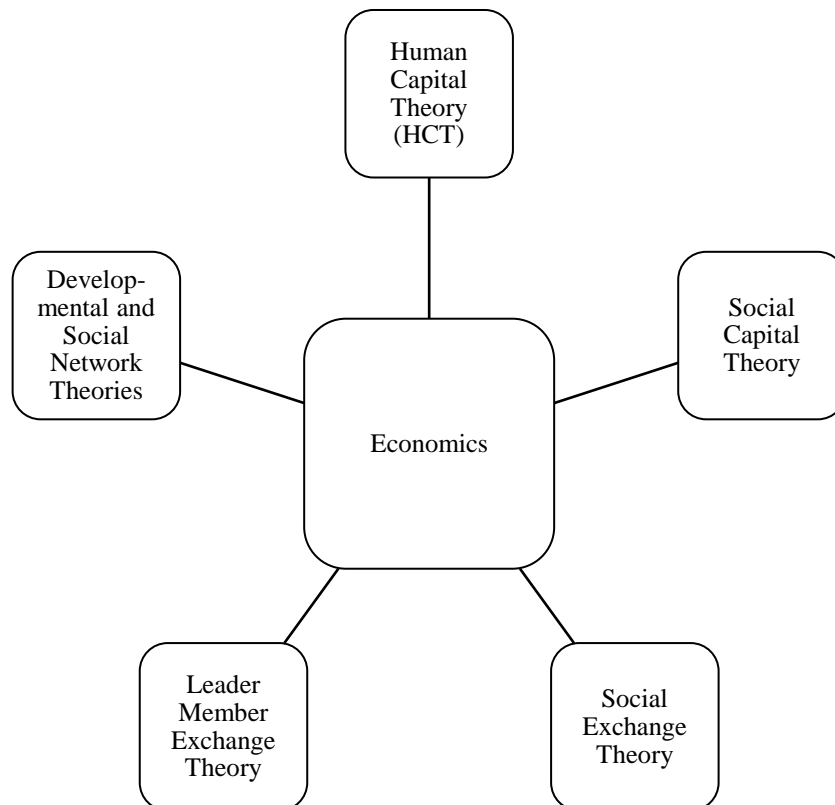 Human
Capital
Theory
(HCT)
Develop-
mental and
Social
Network
Theories
Social
Capital
Theory
Economics
Leader
Member
Exchange
Theory
Social
Exchange
Theory